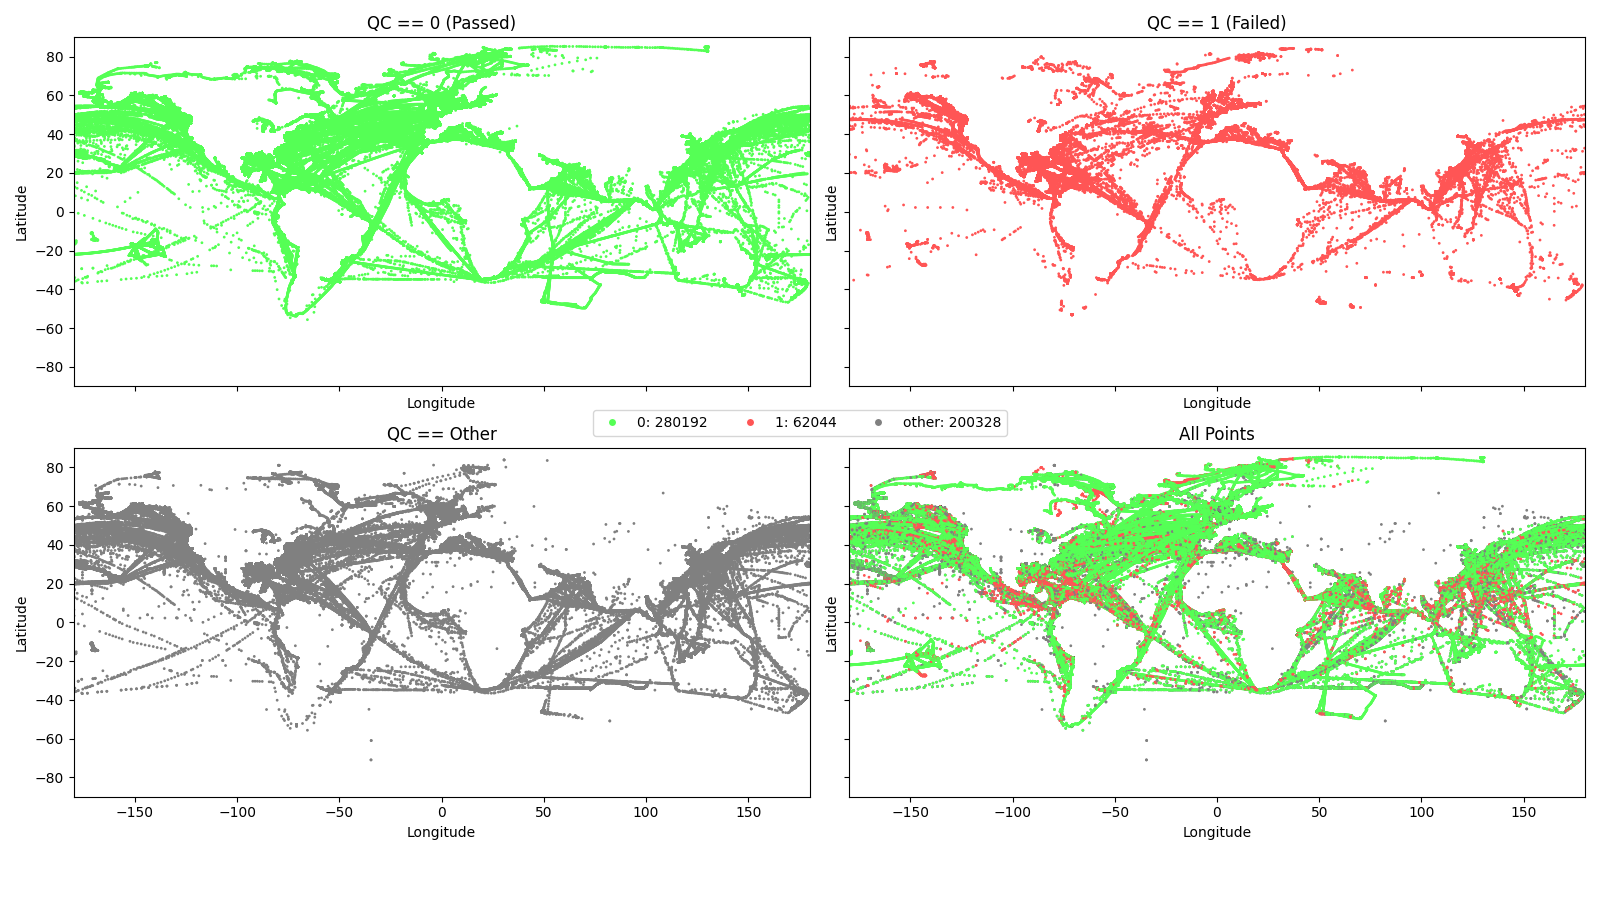 QC == 0 (Passed)
QC == 1 (Failed)
80
60
40
20
0
−20
−40
−60
−80
Latitude
Latitude
Longitude
Longitude
0: 280192
1: 62044
other: 200328
QC == Other
All Points
80
60
40
20
0
−20
−40
−60
−80
Latitude
Latitude
−150
−100
−50
0
50
100
150
−150
−100
−50
0
50
100
150
Longitude
Longitude